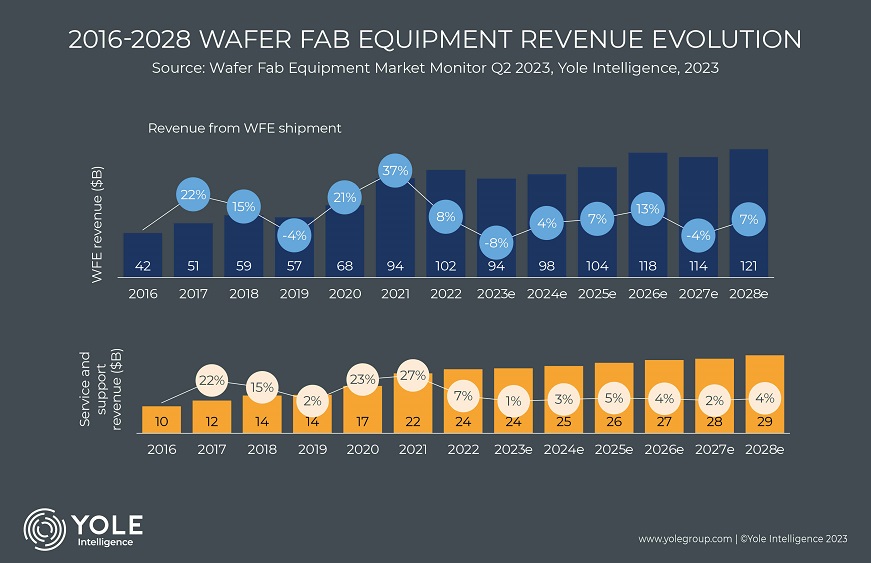 2016-2028 WAFER FAB EQUIPMENT REVENUE EVOLUTION
Source: Wafer Fab Equipment Market Monitor Q2 2023, Yole Intelligence, 2023
Revenue from WFE shipment
WFE revenue ($B)
22% 15% -4% 21% 37% 8% -8% 4% 7% 13% -4% 7%
42 51 59 57 68 94 102 94 98 104 118 114 121
2016 2017 2018 2019 2020 2021 2022 2023e 2024e 2025e 2026e 2027e 2028e
Service and
support
revenue ($B)
22% 15% 2% 23% 27% 7% 1% 3% 5% 4% 2% 4%
10 12 14 14 17 22 24 24 25 26 27 28 29
2016 2017 2018 2019 2020 2021 2022 2023e 2024e 2025e 2026e 2027e 2028e
YOLE
Intelligence
www.yolegroup.com | ©Yole Intelligence 2023